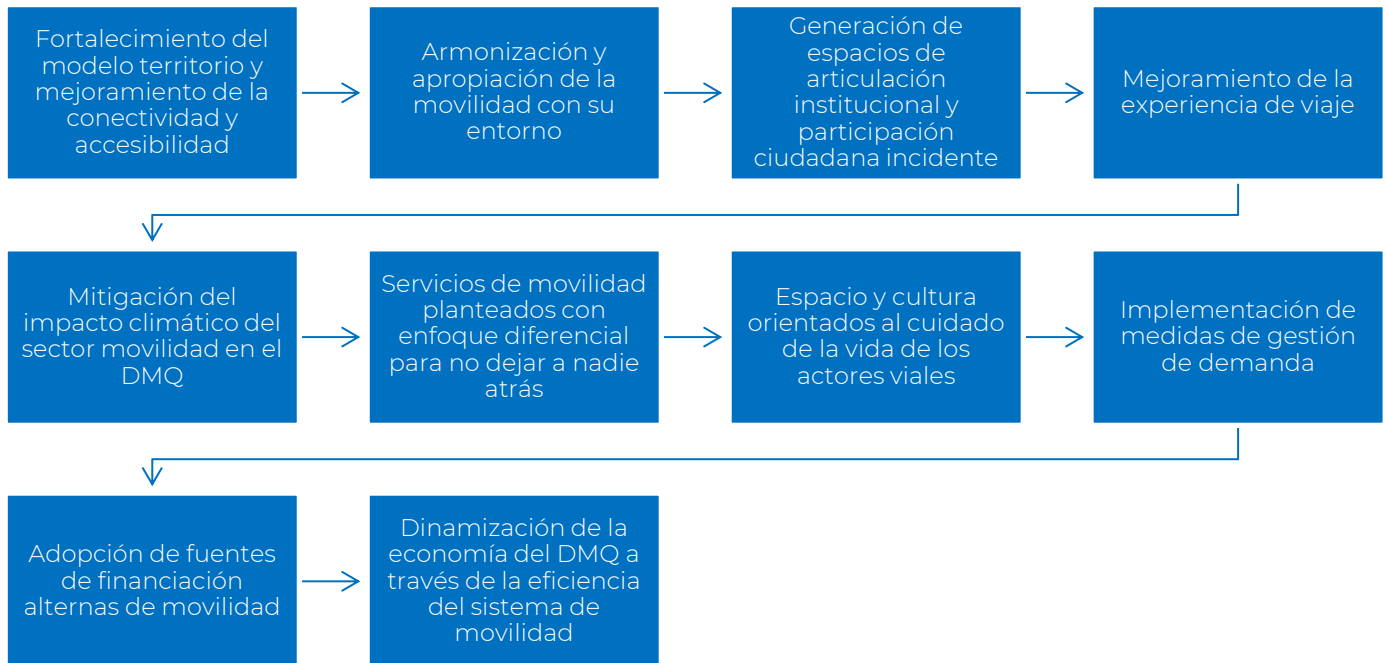 Fortalecimiento del
modelo territorio y
mejoramiento de la
conectividad y
accesibilidad
Armonización y
apropiación de la
movilidad con su
entorno
Generación de
espacios de
articulación
institucional y
participación
ciudadana incidente
Mejoramiento de la
experiencia de viaje
Mitigación del
impacto climático del
sector movilidad en el
DMQ
Servicios de movilidad
planteados con
enfoque diferencial
para no dejar a nadie
atrás
Espacio y cultura
orientados al cuidado
de la vida de los
actores viales
Implementación de
medidas de gestión
de demanda
Adopción de fuentes
de financiación
alternas de movilidad
Dinamización de la
economía del DMQ a
través de la eficiencia
del sistema de
movilidad